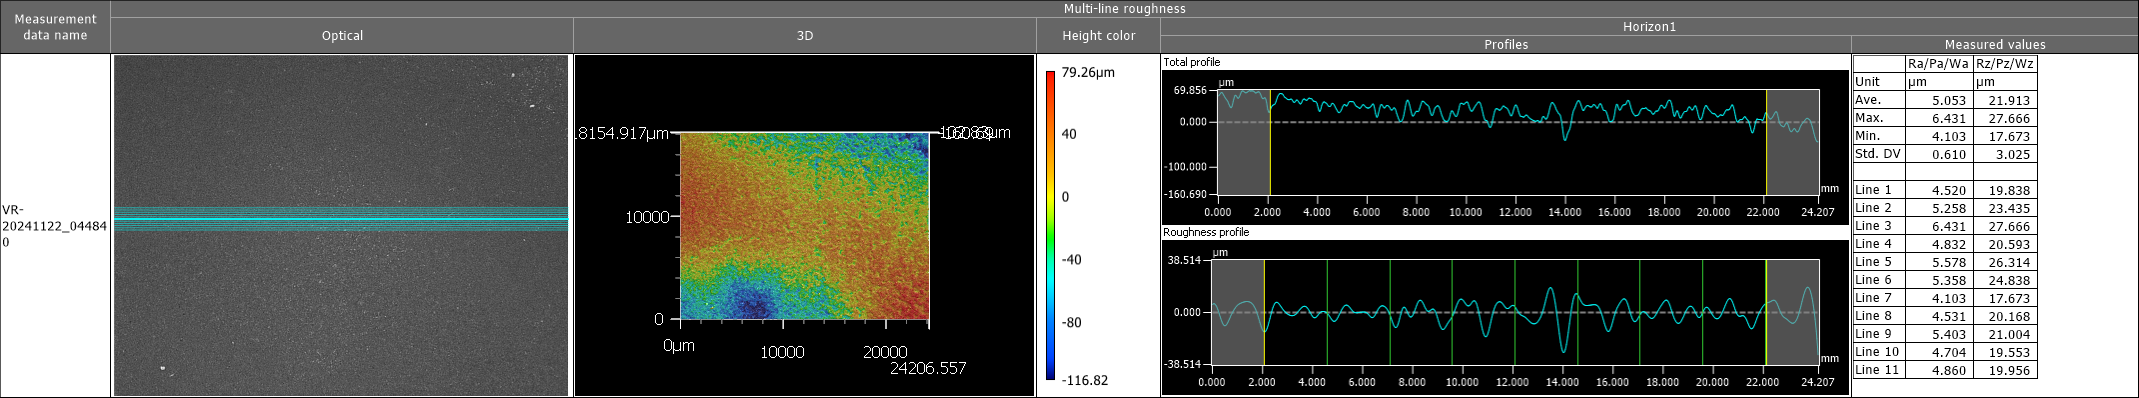 Measurement
data name
Multi-line roughness
Optical
3D
Height color
Horizon1
Profiles
Measured values
VR-
20241122_04484
0
18154.917µm
10000
0
0µm
10000
20000
24206.557
79.26µm
40
0
-40
-80
-116.82
Total profile
µm
69.856
0.000
-100.000
-160.690
mm
0.000 2.000 4.000 6.000 8.000 10.000 12.000 14.000 16.000 18.000 20.000 22.000 24.207
Roughness profile
µm
38.514
0.000
-38.514
mm
0.000 2.000 4.000 6.000 8.000 10.000 12.000 14.000 16.000 18.000 20.000 22.000 24.207
Ra/Pa/Wa Rz/Pz/Wz
Unit µm µm
Ave. 5.053 21.913
Max. 6.431 27.666
Min. 4.103 17.673
Std. DV 0.610 3.025
Line 1 4.520 19.838
Line 2 5.258 23.435
Line 3 6.431 27.666
Line 4 4.832 20.593
Line 5 5.578 26.314
Line 6 5.358 24.838
Line 7 4.103 17.673
Line 8 4.531 20.168
Line 9 5.403 21.004
Line 10 4.704 19.553
Line 11 4.860 19.956